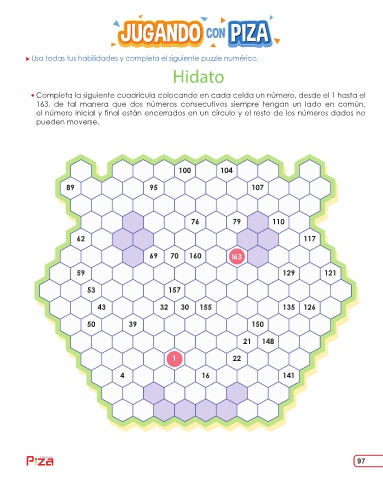 JUGANDO CON PIZA
Usa todas tus habilidades y completa el siguiente puzzle numérico.
Hidato
• Completa la siguiente cuadrícula colocando en cada celda un número, desde el 1 hasta el
163, de tal manera que dos números consecutivos siempre tengan un lado en común,
el número inicial y final están encerrados en un círculo y el resto de los números dados no
pueden moverse.
100 104
89 95 107
76 79 110
62 117
69 70 160 163
59 129 121
53 157
43 32 30 155 135 126
50 39 150
21 148
1 22
4 16 141
Piza
97